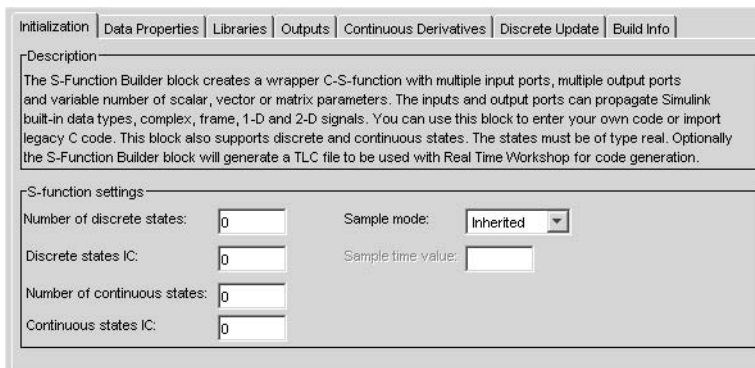 Initialization Data Properties Libraries Outputs Continuous Derivatives Discrete Update Build Info
Description
The S-Function Builder block creates a wrapper C-S-function with multiple input ports, multiple output ports
and variable number of scalar, vector or matrix parameters. The inputs and output ports can propagate Simulink
built-in data types, complex, frame, 1-D and 2-D signals. You can use this block to enter your own code or import
legacy C code. This block also supports discrete and continuous states. The states must be of type real. Optionally
the S-Function Builder block will generate a TLC file to be used with Real Time Workshop for code generation.
S-function settings
Number of discrete states: 0 Sample mode: Inherited
Discrete states IC: 0 Sample time value:
Number of continuous states: 0
Continuous states IC: 0